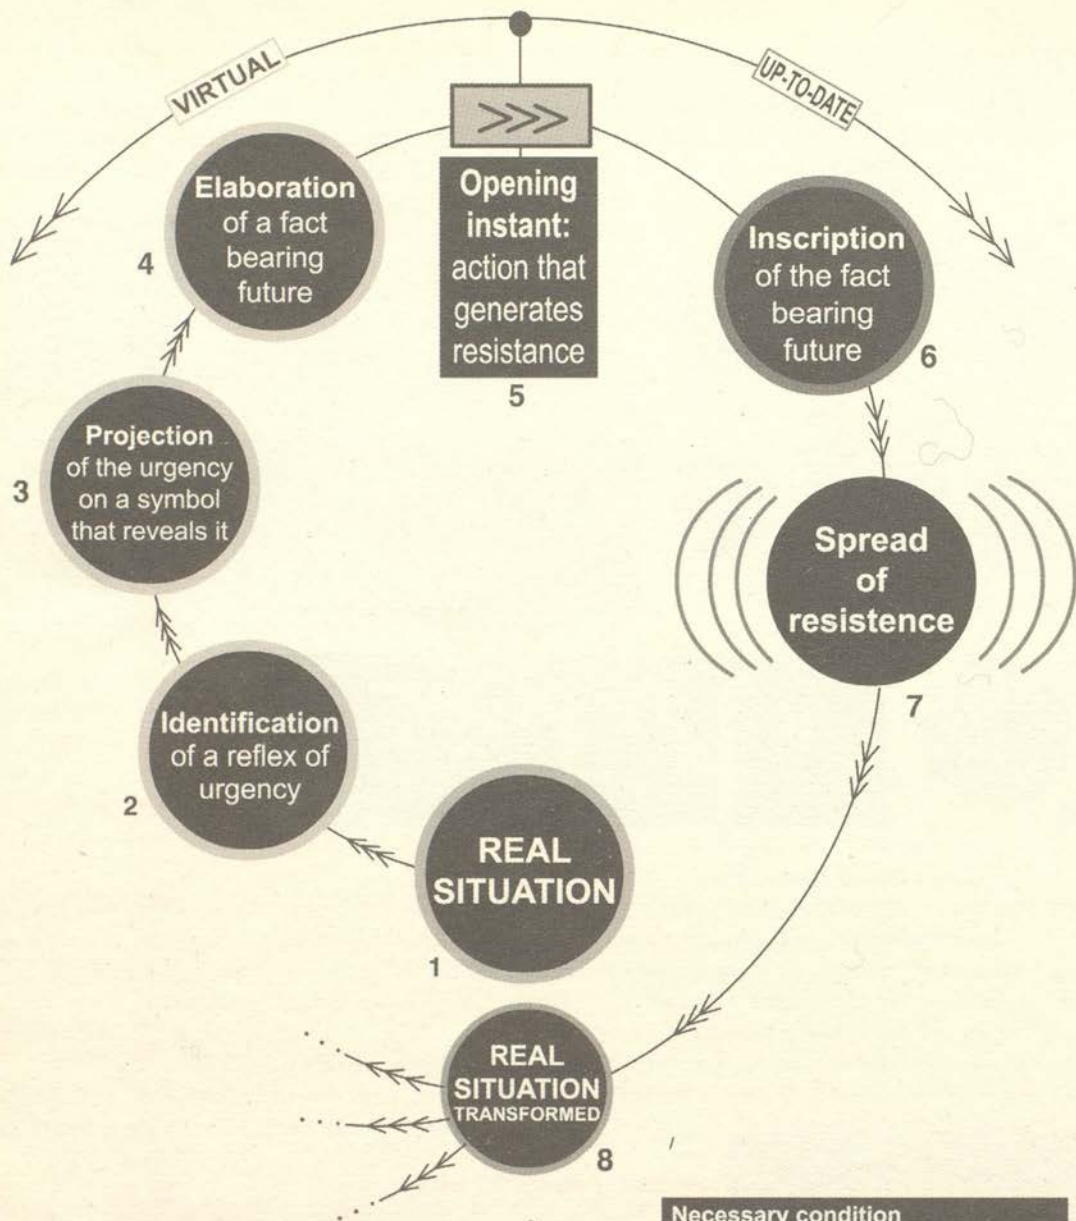 VIRTUAL
UP-TO-DATE
Elaboration
of a fact
bearing
future
4
Opening
instant:
action that
generates
resistance
5
Inscription
of the fact
bearing
future
6
Projection
of the urgency
on a symbol
that reveals it
3
Spread
of
resistence
7
Identification
of a reflex of
urgency
2
REAL
SITUATION
1
REAL
SITUATION
TRANSFORMED
8
Necessary condition